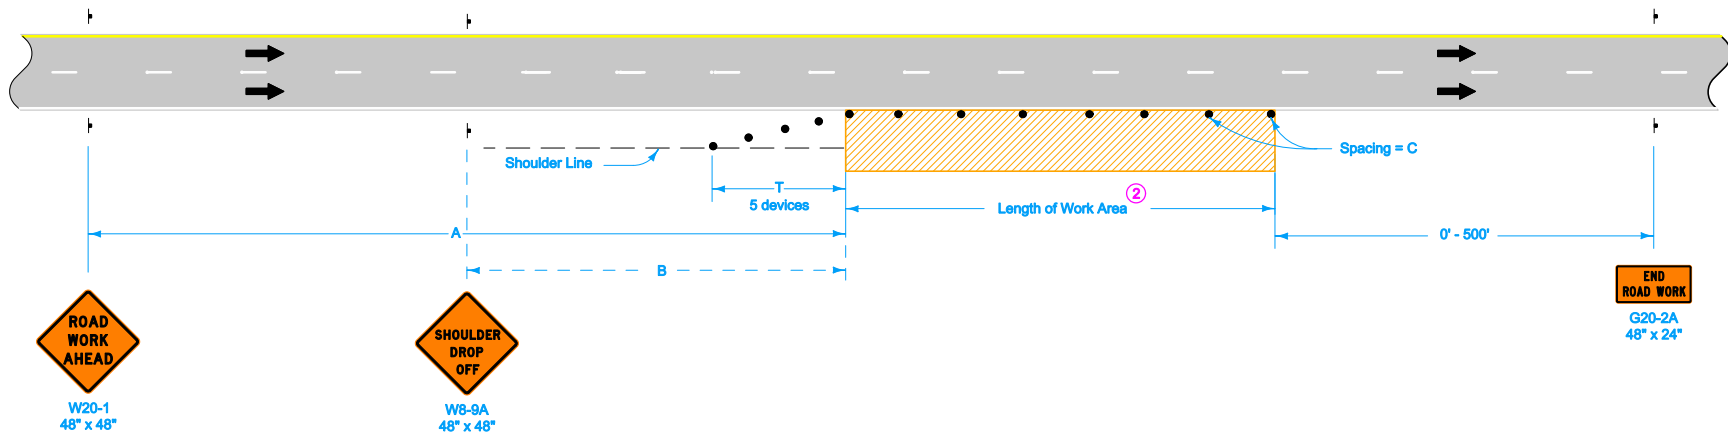 Shoulder Line
Spacing = C
T
5 devices
2
Length of Work Area
A
0' - 500'
B
ROAD
WORK
AHEAD
W20-1
48" x 48"
SHOULDER
DROP
OFF
W8-9A
48" x 48"
END
ROAD WORK
G20-2A
48" x 24"